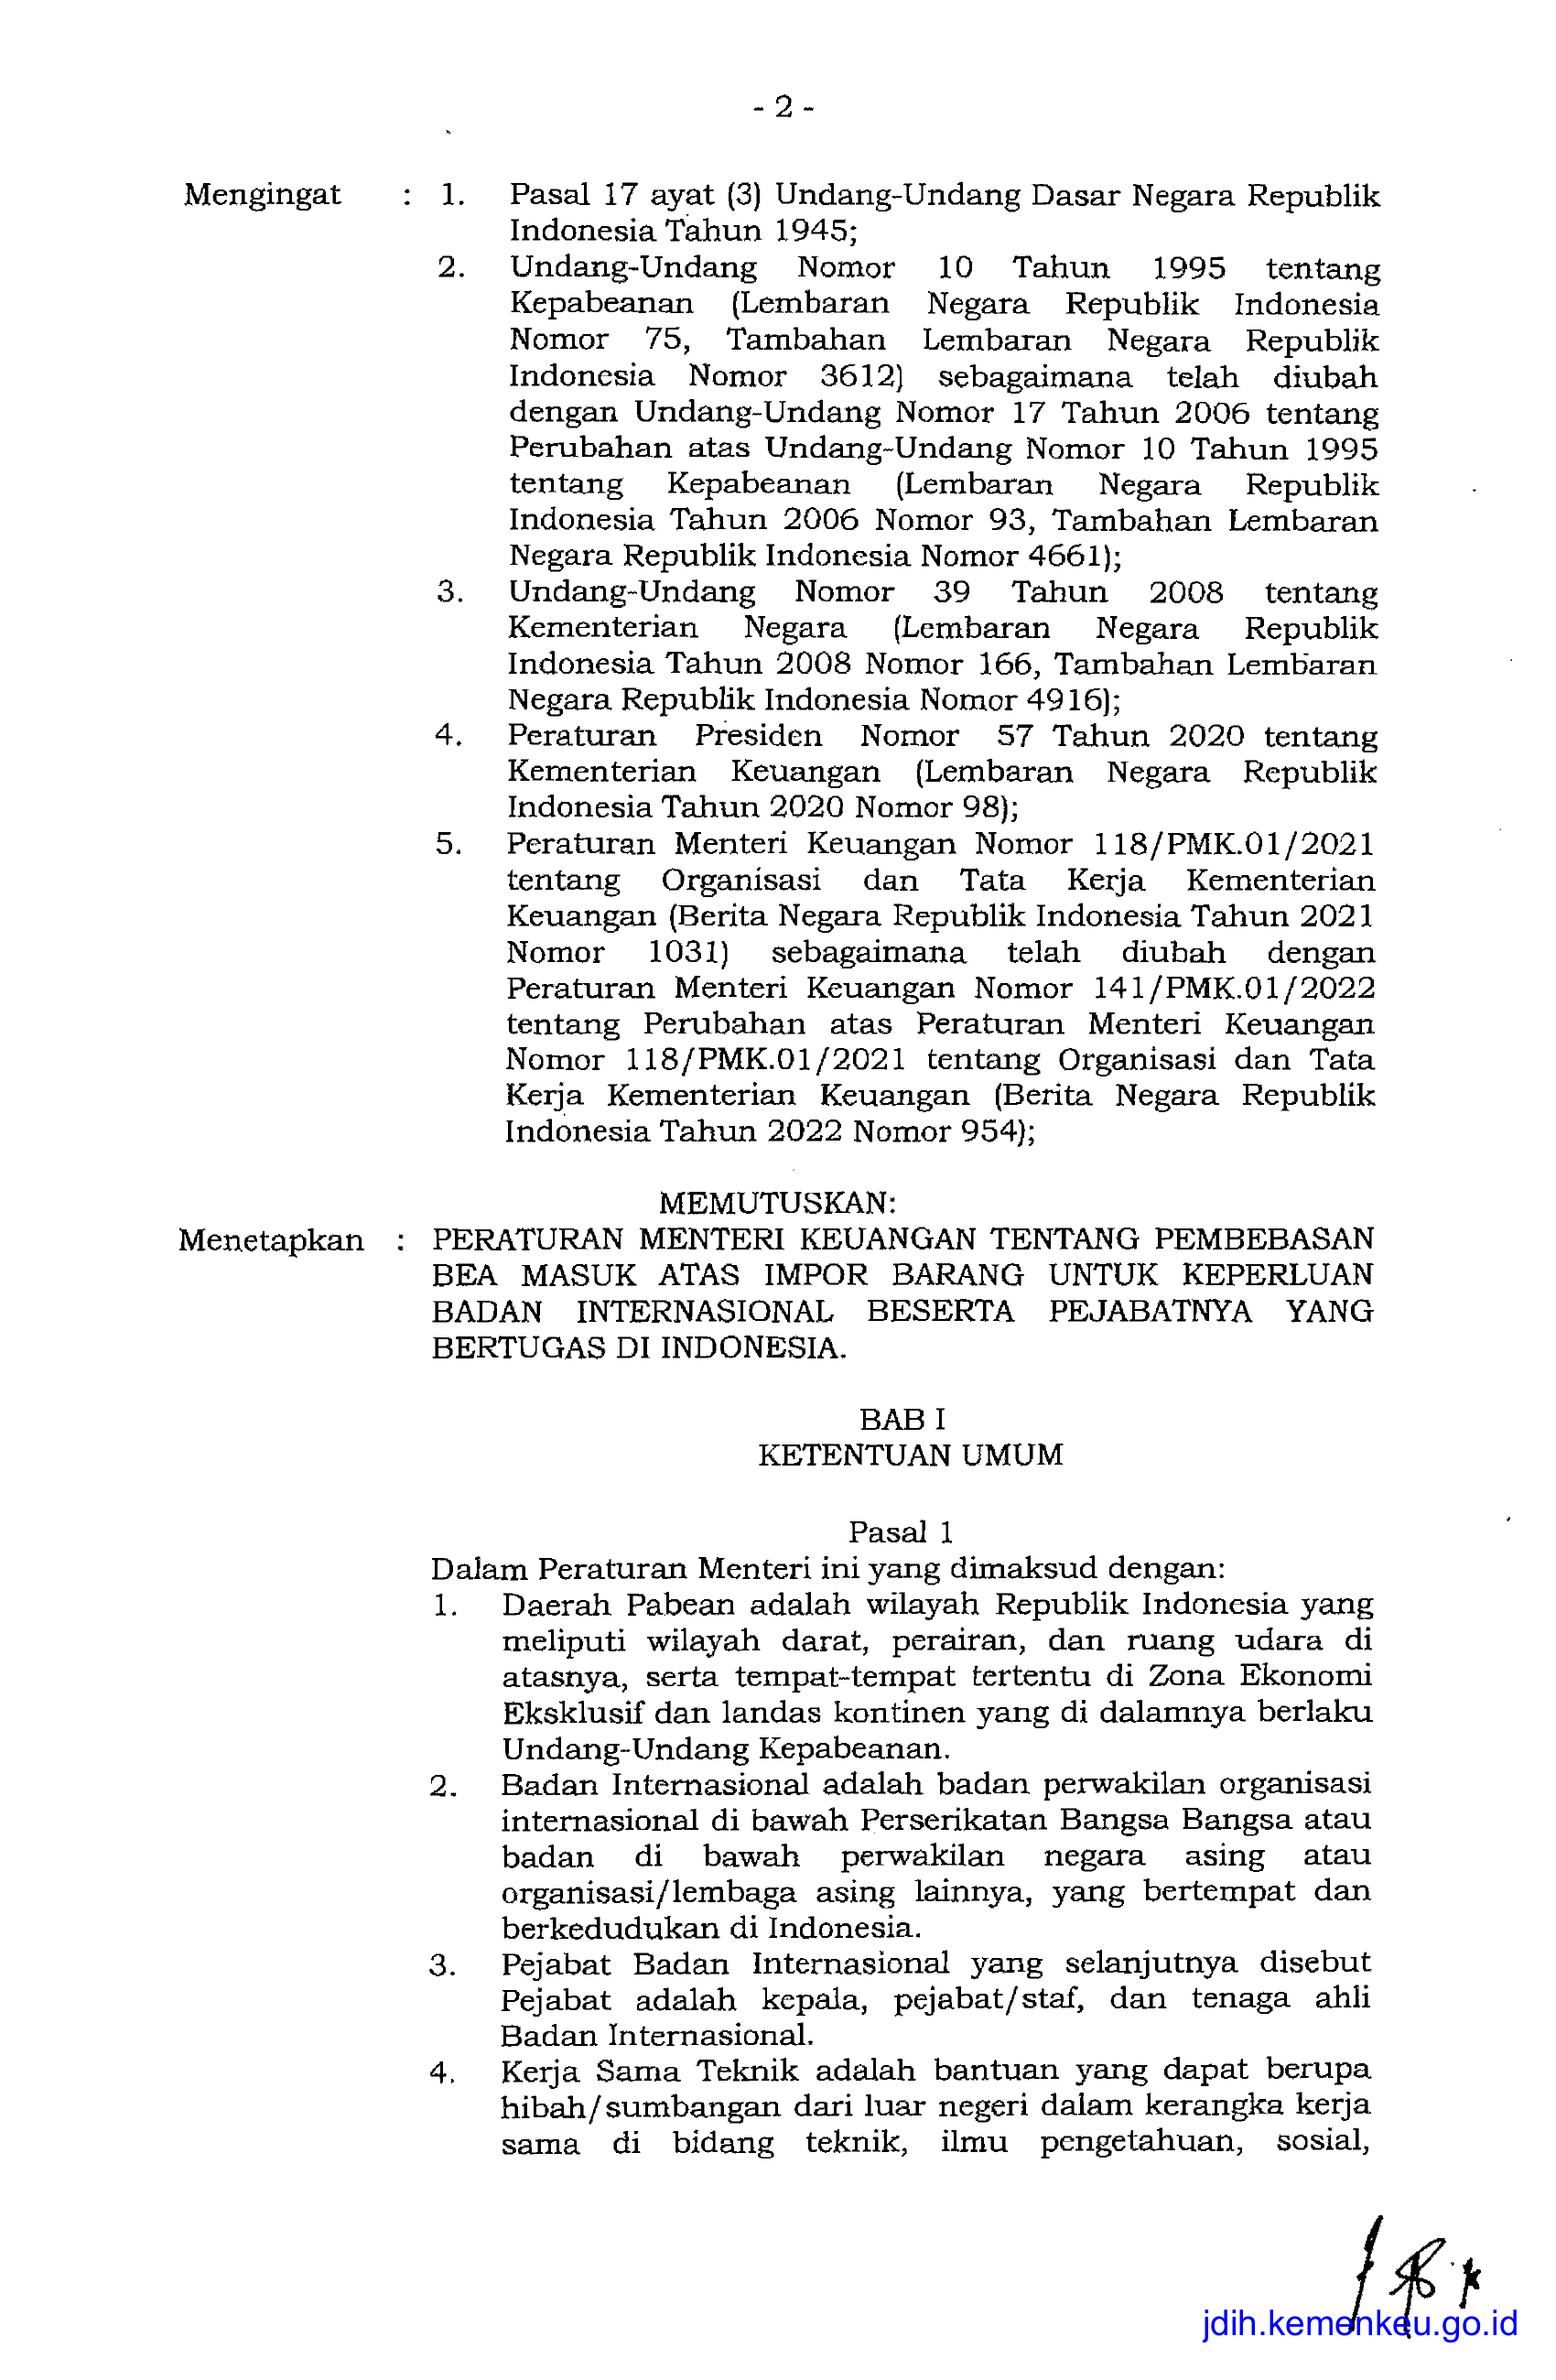 - 2 -
Mengingat : 1. Pasal 17 ayat (3) Undang-Undang Dasar Negara Republik
Indonesia Tahun 1945;
2. Undang-Undang Nomor 10 Tahun 1995 tentang
Kepabeanan (Lembaran Negara Republik Indonesia
Nomor 75, Tambahan Lembaran Negara Republik
Indonesia Nomor 3612) sebagaimana telah diubah
dengan Undang-Undang Nomor 17 Tahun 2006 tentang
Perubahan atas Undang-Undang Nomor 10 Tahun 1995
tentang Kepabeanan (Lembaran Negara Republik
Indonesia Tahun 2006 Nomor 93, Tambahan Lembaran
Negara Republik Indonesia Nomor 4661);
3. Undang-Undang Nomor 39 Tahun 2008 tentang
Kementerian Negara (Lembaran Negara Republik
Indonesia Tahun 2008 Nomor 166, Tambahan Lembaran
Negara Republik Indonesia Nomor 4916);
4. Peraturan Presiden Nomor 57 Tahun 2020 tentang
Kementerian Keuangan (Lembaran Negara Republik
Indonesia Tahun 2020 Nomor 98);
5. Peraturan Menteri Keuangan Nomor 118/PMK.01/2021
tentang Organisasi dan Tata Kerja Kementerian
Keuangan (Berita Negara Republik Indonesia Tahun 2021
Nomor 1031) sebagaimana telah diubah dengan
Peraturan Menteri Keuangan Nomor 141/PMK.01/2022
tentang Perubahan atas Peraturan Menteri Keuangan
Nomor 118/PMK.01/2021 tentang Organisasi dan Tata
Kerja Kementerian Keuangan (Berita Negara Republik
Indonesia Tahun 2022 Nomor 954);
MEMUTUSKAN:
Menetapkan : PERATURAN MENTERI KEUANGAN TENTANG PEMBEBASAN
BEA MASUK ATAS IMPOR BARANG UNTUK KEPERLUAN
BADAN INTERNASIONAL BESERTA PEJABATNYA YANG
BERTUGAS DI INDONESIA.
BAB I
KETENTUAN UMUM
Pasal 1
Dalam Peraturan Menteri ini yang dimaksud dengan:
1. Daerah Pabean adalah wilayah Republik Indonesia yang
meliputi wilayah darat, perairan, dan ruang udara di
atasnya, serta tempat-tempat tertentu di Zona Ekonomi
Eksklusif dan landas kontinen yang di dalamnya berlaku
Undang-Undang Kepabeanan.
2. Badan Internasional adalah badan perwakilan organisasi
internasional di bawah Perserikatan Bangsa Bangsa atau
badan di bawah perwakilan negara asing atau
organisasi/lembaga asing lainnya, yang bertempat dan
berkedudukan di Indonesia.
3. Pejabat Badan Internasional yang selanjutnya disebut
Pejabat adalah kepala, pejabat/staf, dan tenaga ahli
Badan Internasional.
4. Kerja Sama Teknik adalah bantuan yang dapat berupa
hibah/sumbangan dari luar negeri dalam kerangka kerja
sama di bidang teknik, ilmu pengetahuan, sosial,
jdih.kemenkeu.go.id